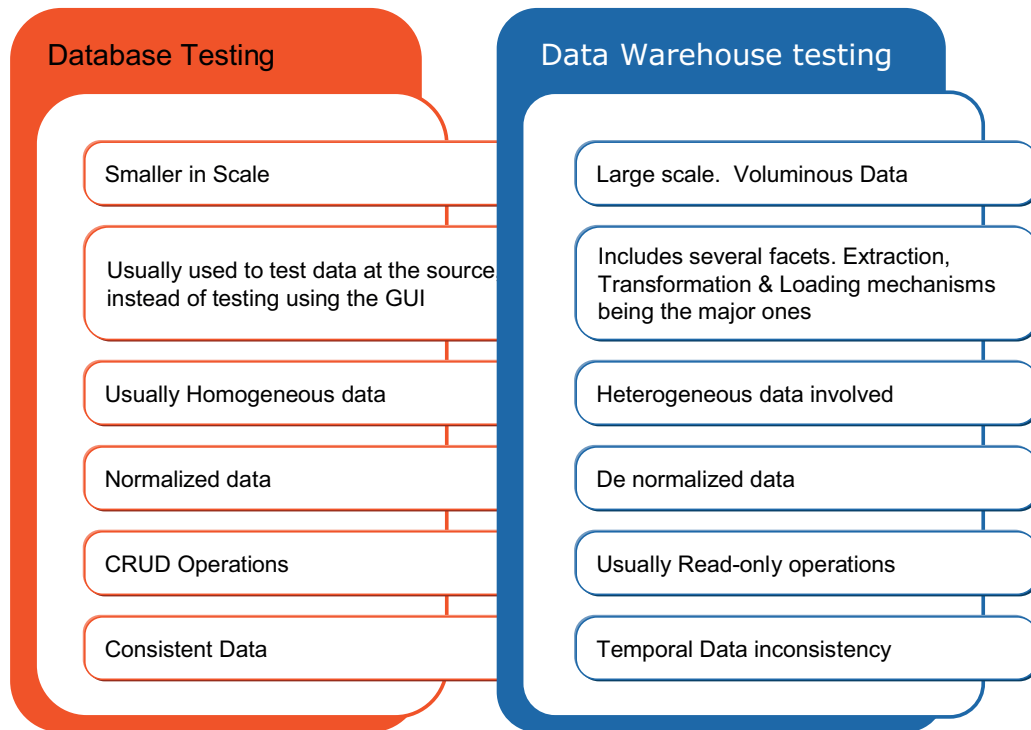 Database Testing
Smaller in Scale
Usually used to test data at the source,
instead of testing using the GUI
Usually Homogeneous data
Normalized data
CRUD Operations
Consistent Data
Data Warehouse testing
Large scale.  Voluminous Data
Includes several facets. Extraction,
Transformation & Loading mechanisms
being the major ones
Heterogeneous data involved
De normalized data
Usually Read-only operations
Temporal Data inconsistency